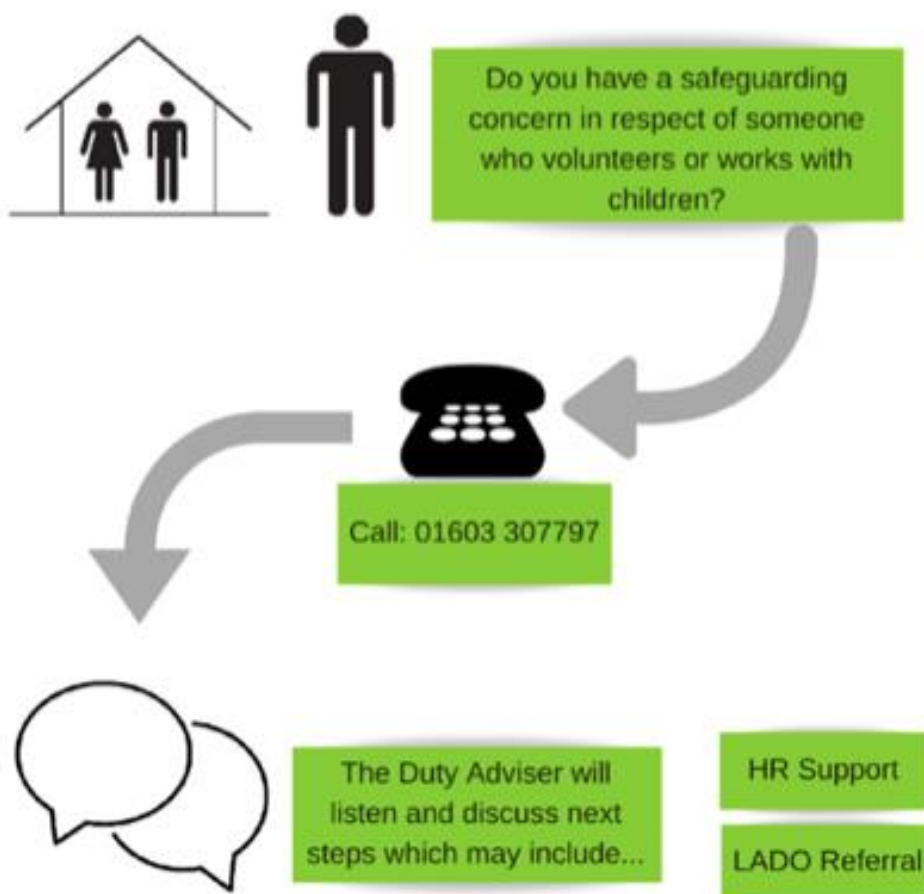 Do you have a safeguarding
concern in respect of someone
who volunteers or works with
children?
Call: 01603 307797
The Duty Adviser will
listen and discuss next
steps which may include...
HR Support
LADO Referral